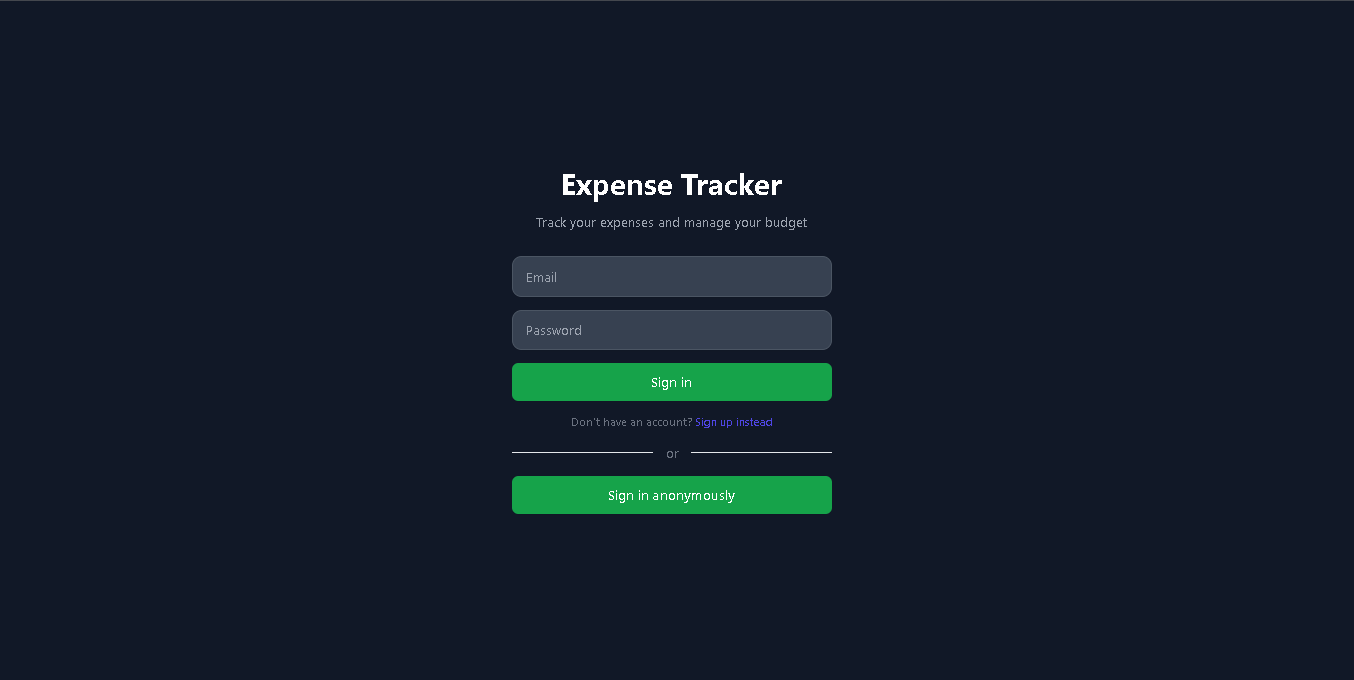 Expense Tracker
Track your expenses and manage your budget
Email
Password
Sign in
Don't have an account? Sign up instead
or
Sign in anonymously